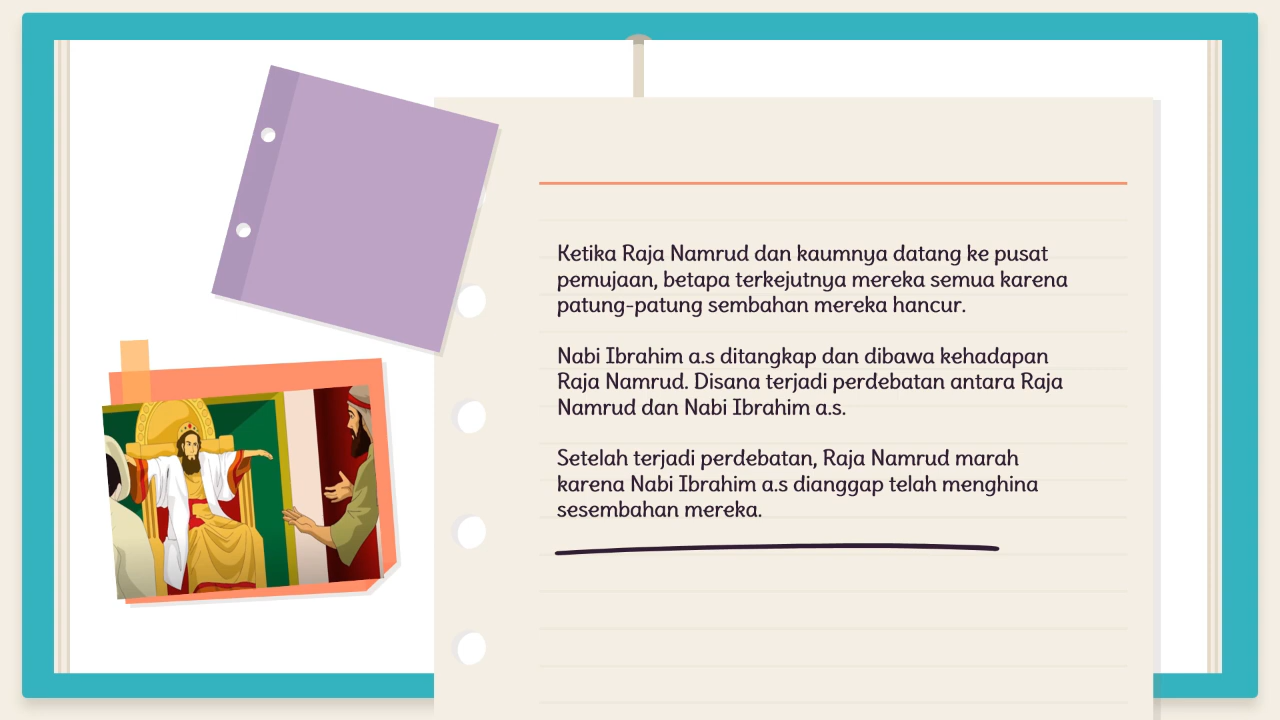 Ketika Raja Namrud dan kaumnya datang ke pusat
pemujaan, betapa terkejutnya mereka semua karena
patung-patung sembahan mereka hancur.
Nabi Ibrahim a.s ditangkap dan dibawa kehadapan
Raja Namrud. Disana terjadi perdebatan antara Raja
Namrud dan Nabi Ibrahim a.s.
Setelah terjadi perdebatan, Raja Namrud marah
karena Nabi Ibrahim a.s dianggap telah menghina
sesembahan mereka.